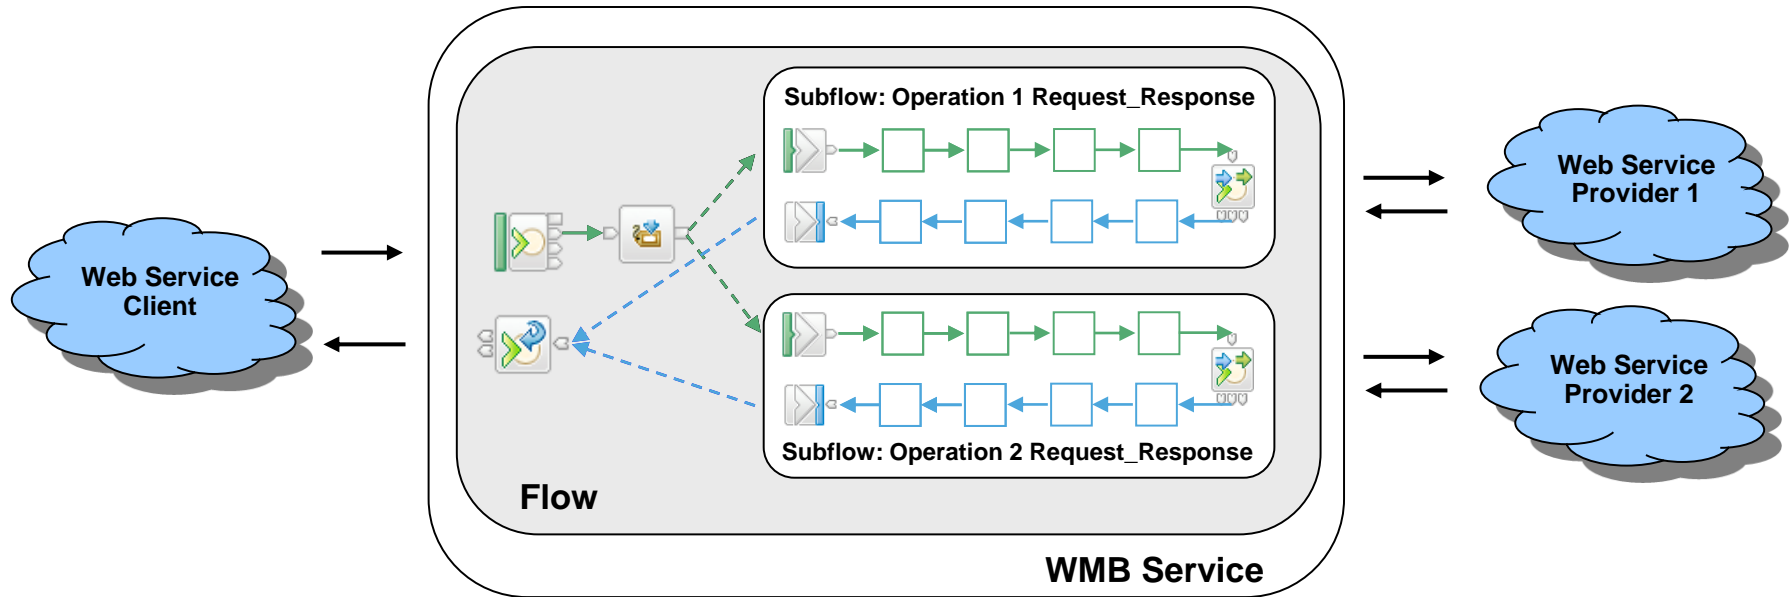 Web Service
Client
Subflow: Operation 1 Request_Response
Subflow: Operation 2 Request_Response
Flow
WMB Service
Web Service
Provider 1
Web Service
Provider 2